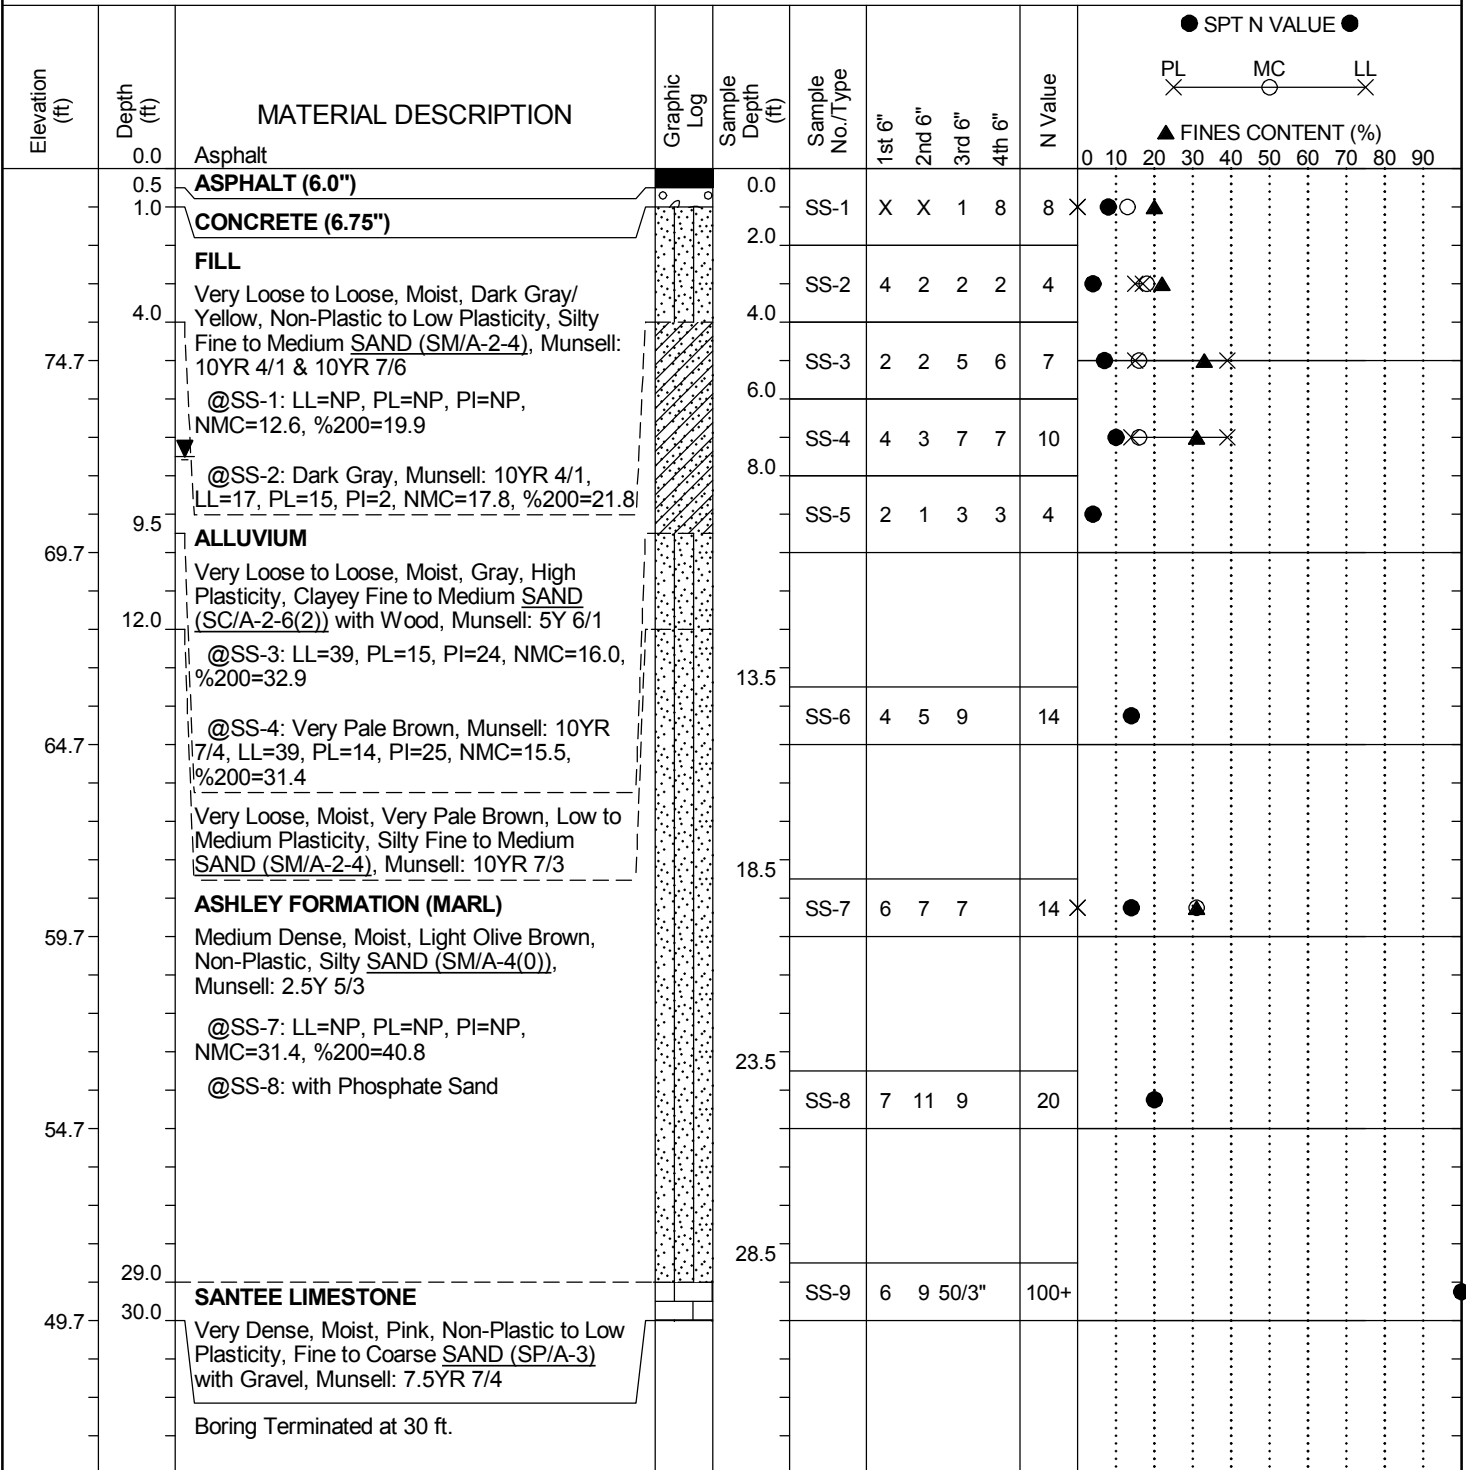 ● SPT N VALUE ●
PL MC LL
▲ FINES CONTENT (%)
0 10 20 30 40 50 60 70 80 90
Elevation (ft)
Depth (ft)
MATERIAL DESCRIPTION
Graphic Log
Sample Depth (ft)
Sample No./Type
1st 6"
2nd 6"
3rd 6"
4th 6"
N Value
0.0 Asphalt
0.5 ASPHALT (6.0") 0.0
1.0 SS-1 X X 1 8 8
CONCRETE (6.75") 2.0
FILL
Very Loose to Loose, Moist, Dark Gray/ SS-2 4 2 2 2 4
4.0 Yellow, Non-Plastic to Low Plasticity, Silty 4.0
Fine to Medium SAND (SM/A-2-4), Munsell:
74.7 10YR 4/1 & 10YR 7/6 SS-3 2 2 5 6 7
6.0
@SS-1: LL=NP, PL=NP, PI=NP,
NMC=12.6, %200=19.9 SS-4 4 3 7 7 10
8.0
@SS-2: Dark Gray, Munsell: 10YR 4/1,
LL=17, PL=15, PI=2, NMC=17.8, %200=21.8
SS-5 2 1 3 3 4
9.5
ALLUVIUM
69.7
Very Loose to Loose, Moist, Gray, High
Plasticity, Clayey Fine to Medium SAND
12.0 (SC/A-2-6(2)) with Wood, Munsell: 5Y 6/1
@SS-3: LL=39, PL=15, PI=24, NMC=16.0,
%200=32.9 13.5
SS-6 4 5 9 14
@SS-4: Very Pale Brown, Munsell: 10YR
64.7 7/4, LL=39, PL=14, PI=25, NMC=15.5,
%200=31.4
Very Loose, Moist, Very Pale Brown, Low to
Medium Plasticity, Silty Fine to Medium
SAND (SM/A-2-4), Munsell: 10YR 7/3 18.5
ASHLEY FORMATION (MARL) SS-7 6 7 7 14
59.7 Medium Dense, Moist, Light Olive Brown,
Non-Plastic, Silty SAND (SM/A-4(0)),
Munsell: 2.5Y 5/3
@SS-7: LL=NP, PL=NP, PI=NP,
NMC=31.4, %200=40.8 23.5
@SS-8: with Phosphate Sand
SS-8 7 11 9 20
54.7
28.5
29.0
SANTEE LIMESTONE SS-9 6 9 50/3" 100+
49.7 30.0
Very Dense, Moist, Pink, Non-Plastic to Low
Plasticity, Fine to Coarse SAND (SP/A-3)
with Gravel, Munsell: 7.5YR 7/4
Boring Terminated at 30 ft.